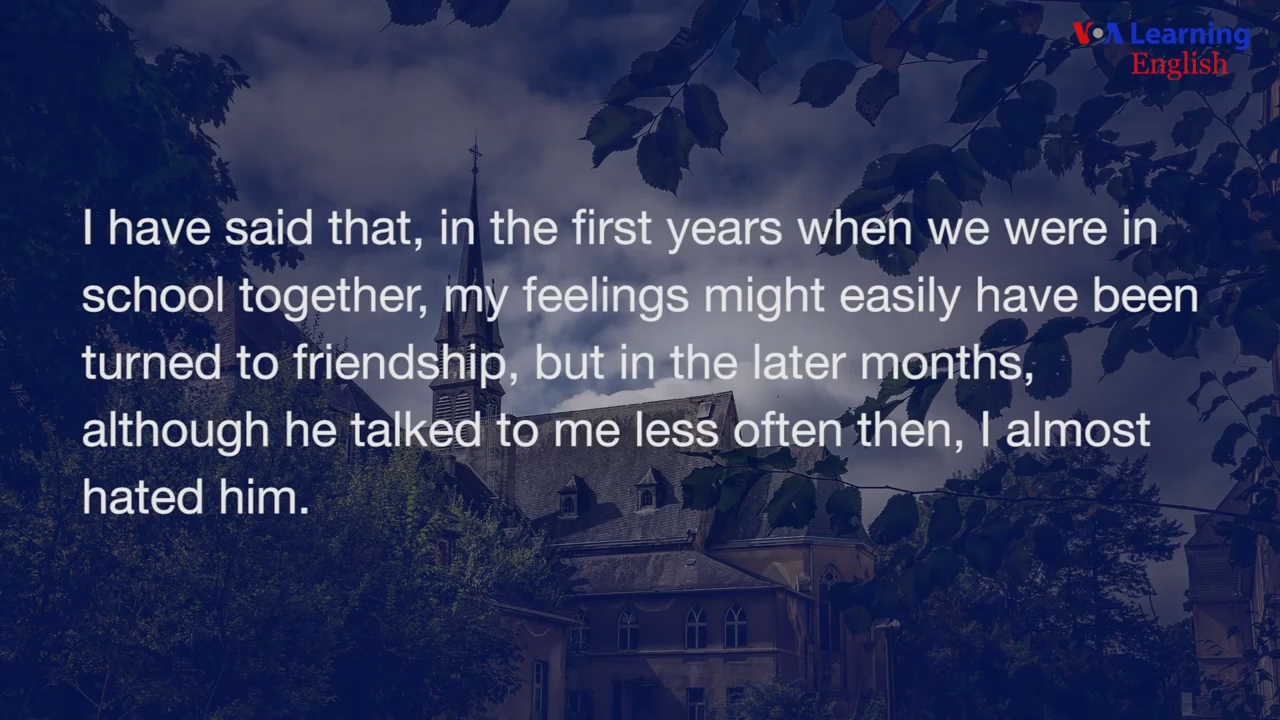 VOA Learning
English
I have said that, in the first years when we were in
school together, my feelings might easily have been
turned to friendship, but in the later months,
although he talked to me less often then, I almost
hated him.